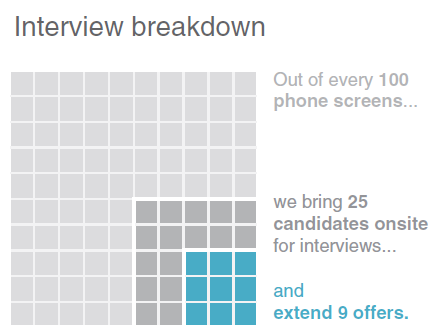 Interview breakdown
Out of every 100
phone screens...
we bring 25
candidates onsite
for interviews...
and
extend 9 offers.